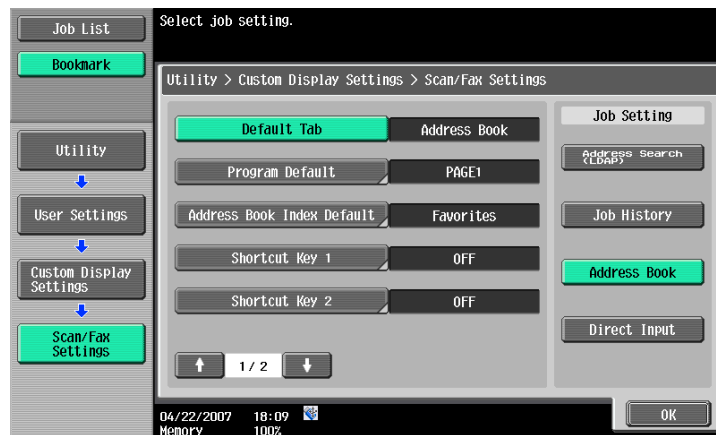 Job List
Bookmark
Utility
User Settings
Custom Display
Settings
Scan/Fax
Settings
Select job setting.
Utility > Custom Display Settings > Scan/Fax Settings
Default Tab Address Book
Program Default PAGE1
Address Book Index Default Favorites
Shortcut Key 1 OFF
Shortcut Key 2 OFF
1/ 2
Job Setting
Address Search
(LDAP)
Job History
Address Book
Direct Input
04/22/2007 18:09
Memory 100%
OK